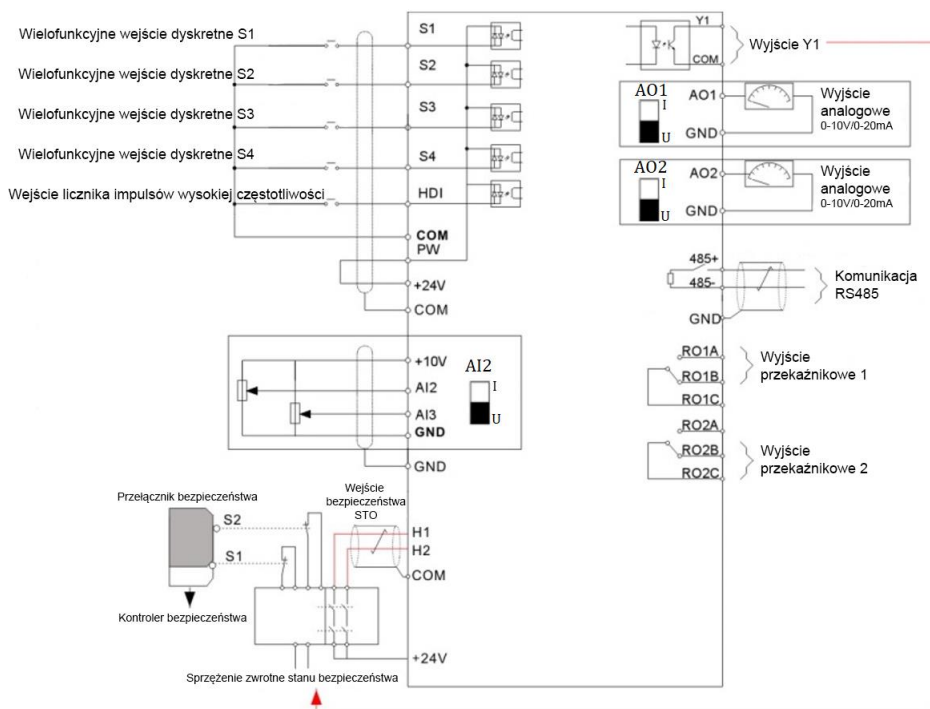 Wielofunkcyjne wejście dyskretne S1
Wielofunkcyjne wejście dyskretne S2
Wielofunkcyjne wejście dyskretne S3
Wielofunkcyjne wejście dyskretne S4
Wejście licznika impulsów wysokiej częstotliwości
S1
S2
S3
S4
HDI
COM
PW
+24V
COM
+10V
AI2
AI3
GND
GND
AI2
I
U
Przełącznik bezpieczeństwa
S2
S1
Kontroler bezpieczeństwa
Wejście
bezpieczeństwa
STO
H1
H2
COM
+24V
Sprzężenie zwrotne stanu bezpieczeństwa
Y1
COM
Wyjście Y1
AO1
I
U
AO1
GND
Wyjście
analogowe
0-10V/0-20mA
AO2
I
U
AO2
GND
Wyjście
analogowe
0-10V/0-20mA
485+
485-
GND
Komunikacja
RS485
RO1A
RO1B
RO1C
Wyjście
przekaźnikowe 1
RO2A
RO2B
RO2C
Wyjście
przekaźnikowe 2